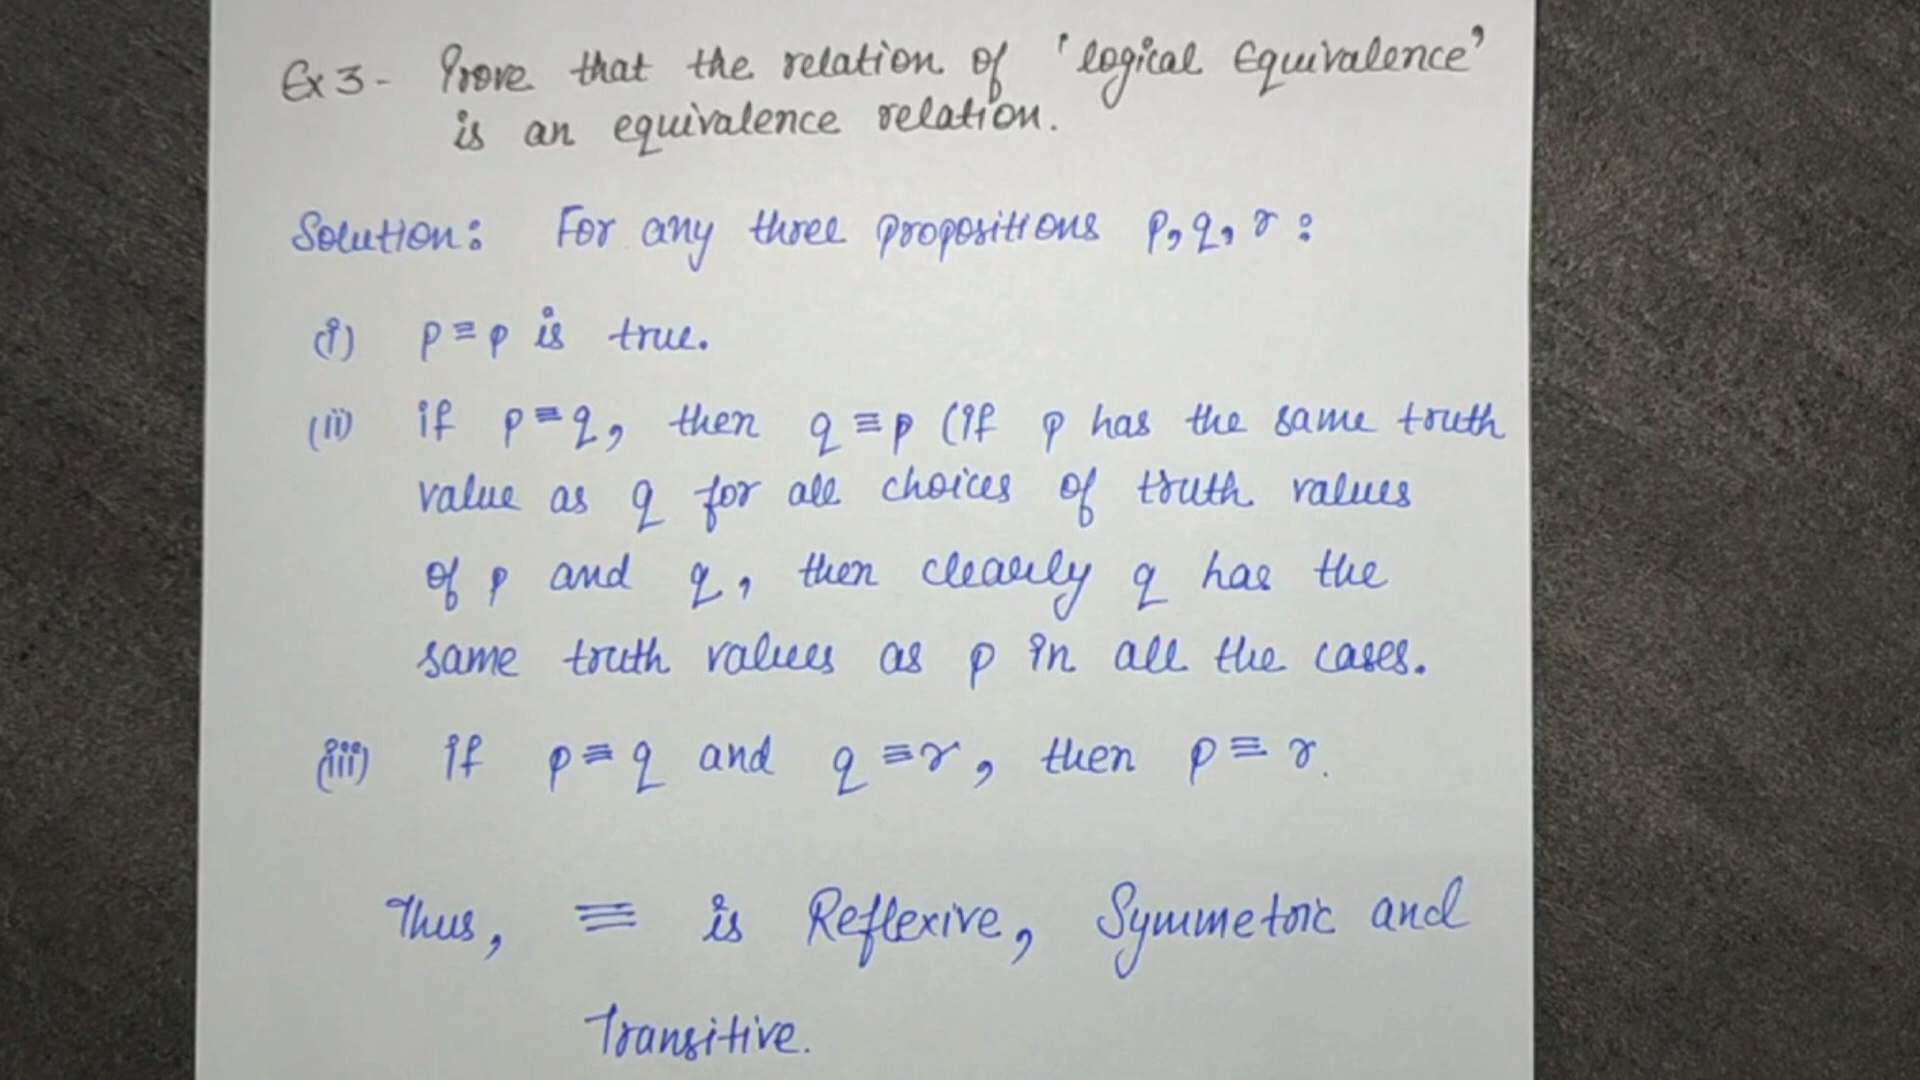 Ex 3 - Prove that the relation of 'logical Equivalence'
is an equivalence relation.
Solution: For any three propositions p, q, r :
(i) p ≡ p is true.
(ii) if p ≡ q, then q ≡ p (if p has the same truth
value as q for all choices of truth values
of p and q, then clearly q has the
same truth values as p in all the cases.
(iii) if p ≡ q and q ≡ r, then p ≡ r.
Thus, ≡ is Reflexive, Symmetric and
Transitive.